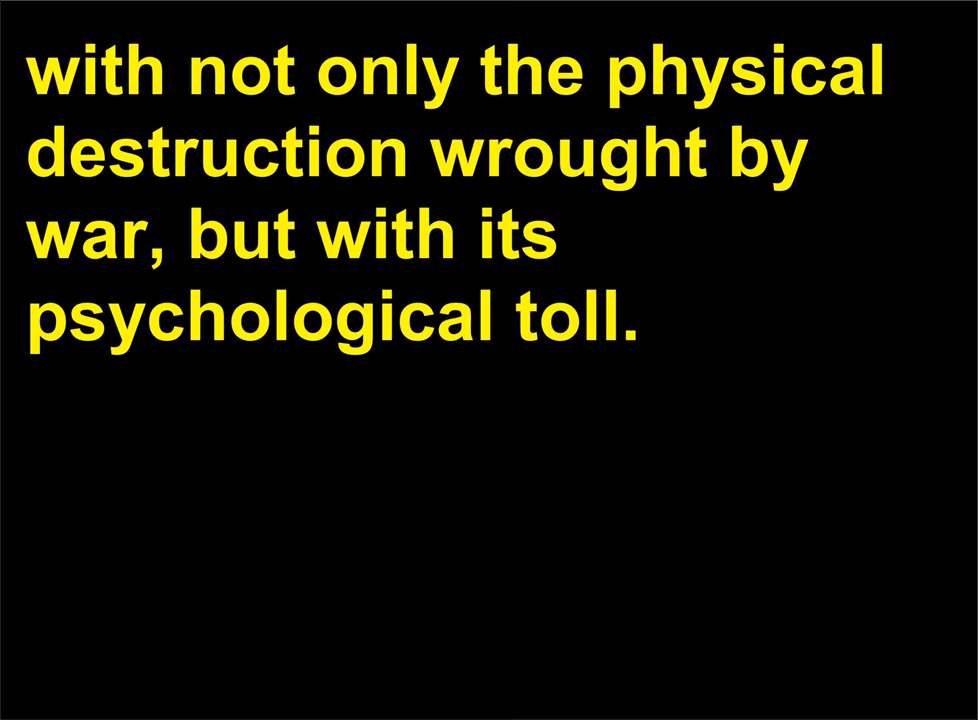 with not only the physical
destruction wrought by
war, but with its
psychological toll.